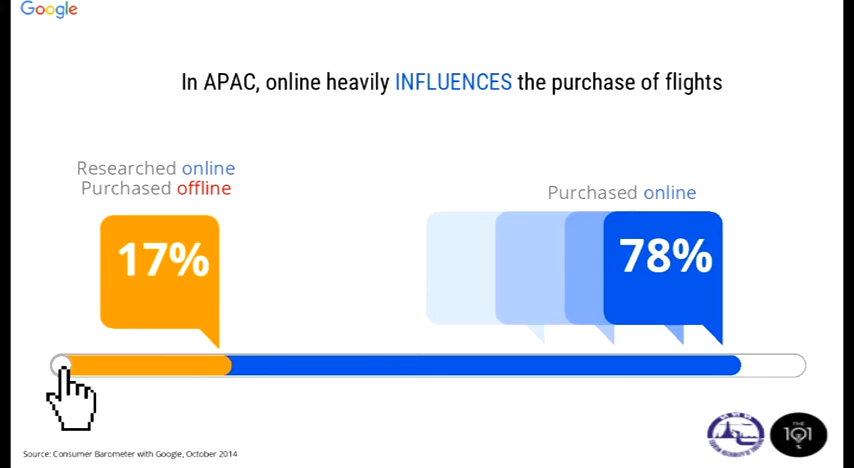 Google
In APAC, online heavily INFLUENCES the purchase of flights
Researched online
Purchased offline
Purchased online
17%
78%
THE
101
%
Source: Consumer Barometer with Google, October 2014